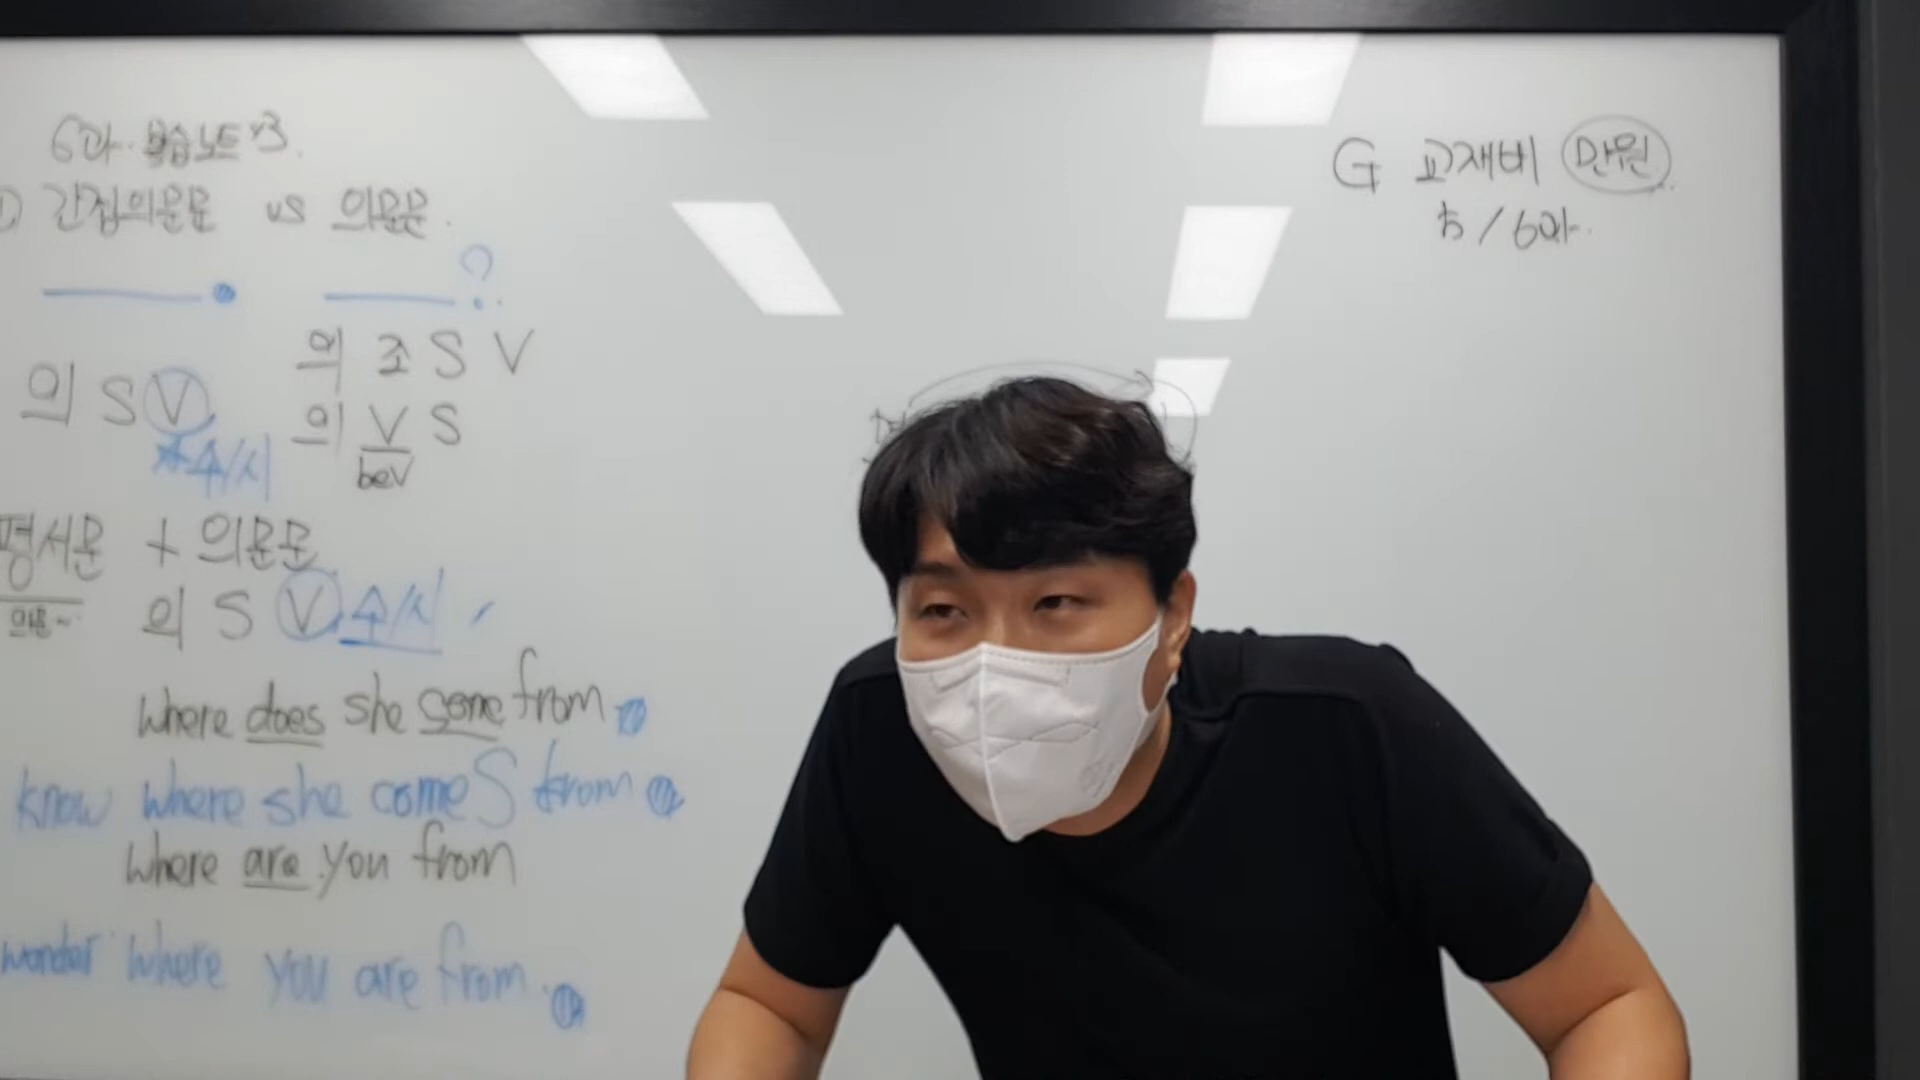 6과 복습노트 v3.
① 간접의문문 vs 의문문.
?
의 S V 의 조 S V
수/시 의 V S
beV
평서문 + 의문문
의 S V 수/시
Where does she come from
know where she comeS from
Where are you from
wonder where you are from.
G 교재비 만원
5/6과.